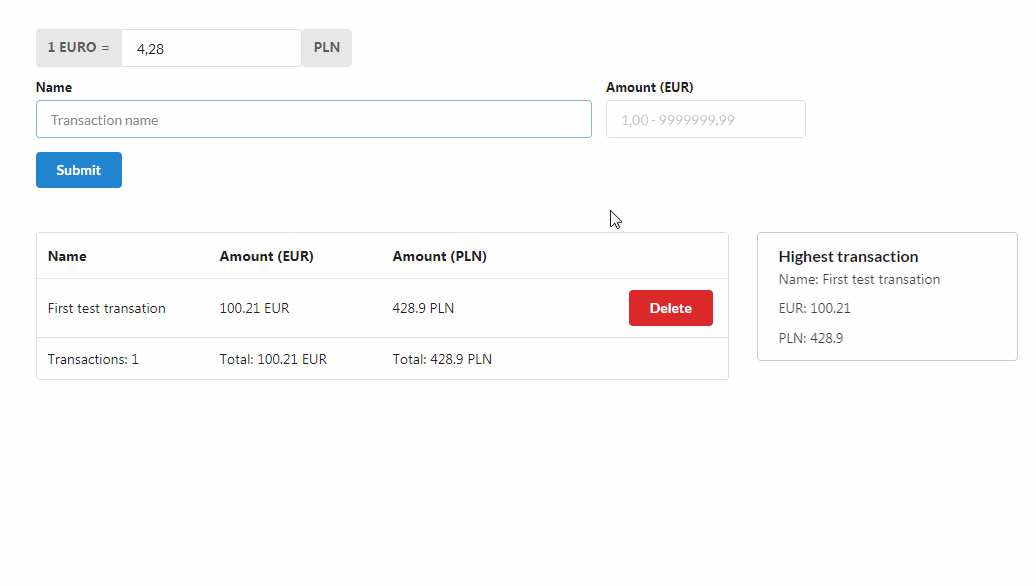 1 EURO = 4,28 PLN
Name Amount (EUR)
Transaction name 1,00 - 9999999,99
Submit
Name Amount (EUR) Amount (PLN)
First test transation 100.21 EUR 428.9 PLN Delete
Transactions: 1 Total: 100.21 EUR Total: 428.9 PLN
Highest transaction
Name: First test transation
EUR: 100.21
PLN: 428.9